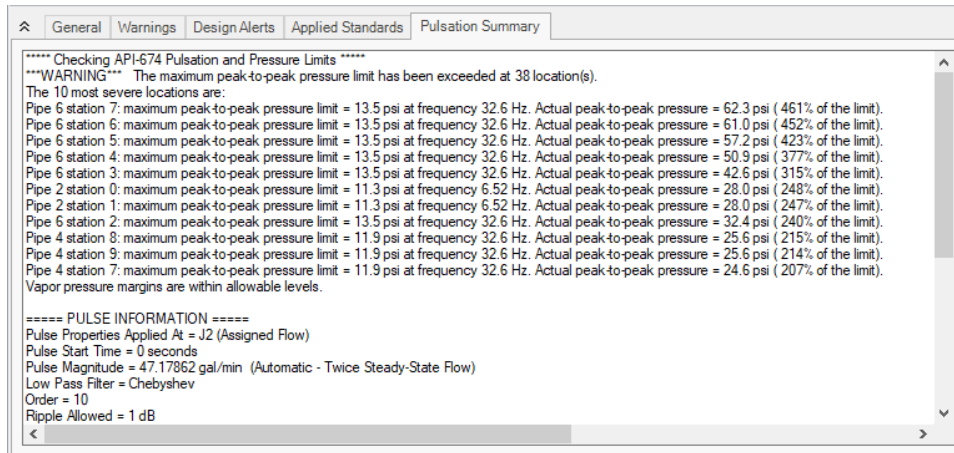 General Warnings Design Alerts Applied Standards Pulsation Summary
***** Checking API-674 Pulsation and Pressure Limits *****
***WARNING*** The maximum peak-to-peak pressure limit has been exceeded at 38 location(s).
The 10 most severe locations are:
Pipe 6 station 7: maximum peak-to-peak pressure limit = 13.5 psi at frequency 32.6 Hz. Actual peak-to-peak pressure = 62.3 psi ( 461% of the limit).
Pipe 6 station 6: maximum peak-to-peak pressure limit = 13.5 psi at frequency 32.6 Hz. Actual peak-to-peak pressure = 61.0 psi ( 452% of the limit).
Pipe 6 station 5: maximum peak-to-peak pressure limit = 13.5 psi at frequency 32.6 Hz. Actual peak-to-peak pressure = 57.2 psi ( 423% of the limit).
Pipe 6 station 4: maximum peak-to-peak pressure limit = 13.5 psi at frequency 32.6 Hz. Actual peak-to-peak pressure = 50.9 psi ( 377% of the limit).
Pipe 6 station 3: maximum peak-to-peak pressure limit = 13.5 psi at frequency 32.6 Hz. Actual peak-to-peak pressure = 42.6 psi ( 315% of the limit).
Pipe 2 station 0: maximum peak-to-peak pressure limit = 11.3 psi at frequency 6.52 Hz. Actual peak-to-peak pressure = 28.0 psi ( 248% of the limit).
Pipe 2 station 1: maximum peak-to-peak pressure limit = 11.3 psi at frequency 6.52 Hz. Actual peak-to-peak pressure = 28.0 psi ( 247% of the limit).
Pipe 6 station 2: maximum peak-to-peak pressure limit = 13.5 psi at frequency 32.6 Hz. Actual peak-to-peak pressure = 32.4 psi ( 240% of the limit).
Pipe 4 station 8: maximum peak-to-peak pressure limit = 11.9 psi at frequency 32.6 Hz. Actual peak-to-peak pressure = 25.6 psi ( 215% of the limit).
Pipe 4 station 9: maximum peak-to-peak pressure limit = 11.9 psi at frequency 32.6 Hz. Actual peak-to-peak pressure = 25.6 psi ( 214% of the limit).
Pipe 4 station 7: maximum peak-to-peak pressure limit = 11.9 psi at frequency 32.6 Hz. Actual peak-to-peak pressure = 24.6 psi ( 207% of the limit).
Vapor pressure margins are within allowable levels.
===== PULSE INFORMATION =====
Pulse Properties Applied At = J2 (Assigned Flow)
Pulse Start Time = 0 seconds
Pulse Magnitude = 47.17862 gal/min (Automatic - Twice Steady-State Flow)
Low Pass Filter = Chebyshev
Order = 10
Ripple Allowed = 1 dB